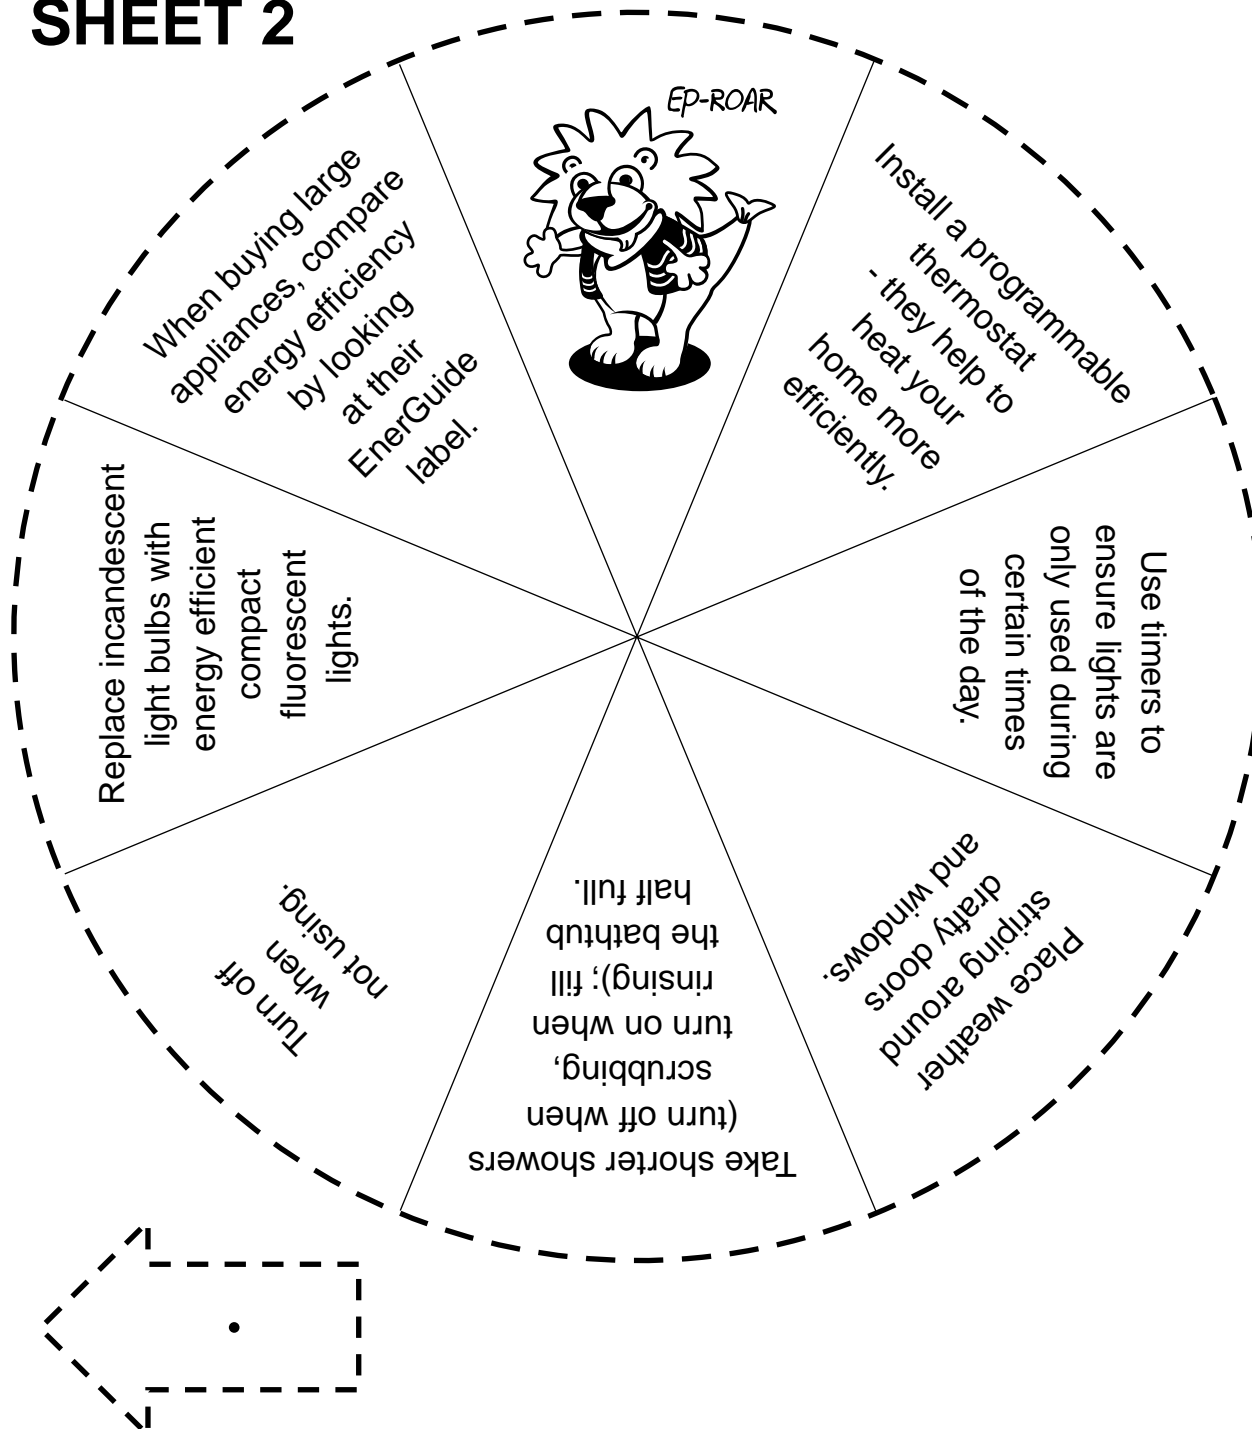 SHEET 2
EP-ROAR
Install a programmable
thermostat
- they help to
heat your
home more
efficiently.
Use timers to
ensure lights are
only used during
certain times
of the day.
Place weather
striping around
drafty doors
and windows.
Take shorter showers
(turn off when
scrubbing,
turn on when
rinsing); fill
the bathtub
half full.
Turn off
when
not using.
Replace incandescent
light bulbs with
energy efficient
compact
fluorescent
lights.
When buying large
appliances, compare
energy efficiency
by looking
at their
EnerGuide
label.